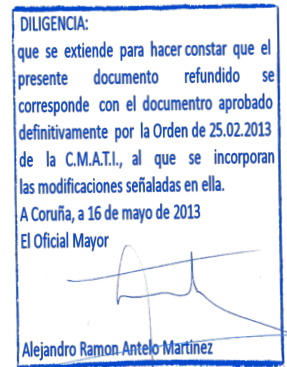 DILIGENCIA:
que se extiende para hacer constar que el
presente documento refundido se
corresponde con el documentro aprobado
definitivamente por la Orden de 25.02.2013
de la C.M.A.T.I., al que se incorporan
las modificaciones señaladas en ella.
A Coruña, a 16 de mayo de 2013
El Oficial Mayor
Alejandro Ramon Antelo Martinez